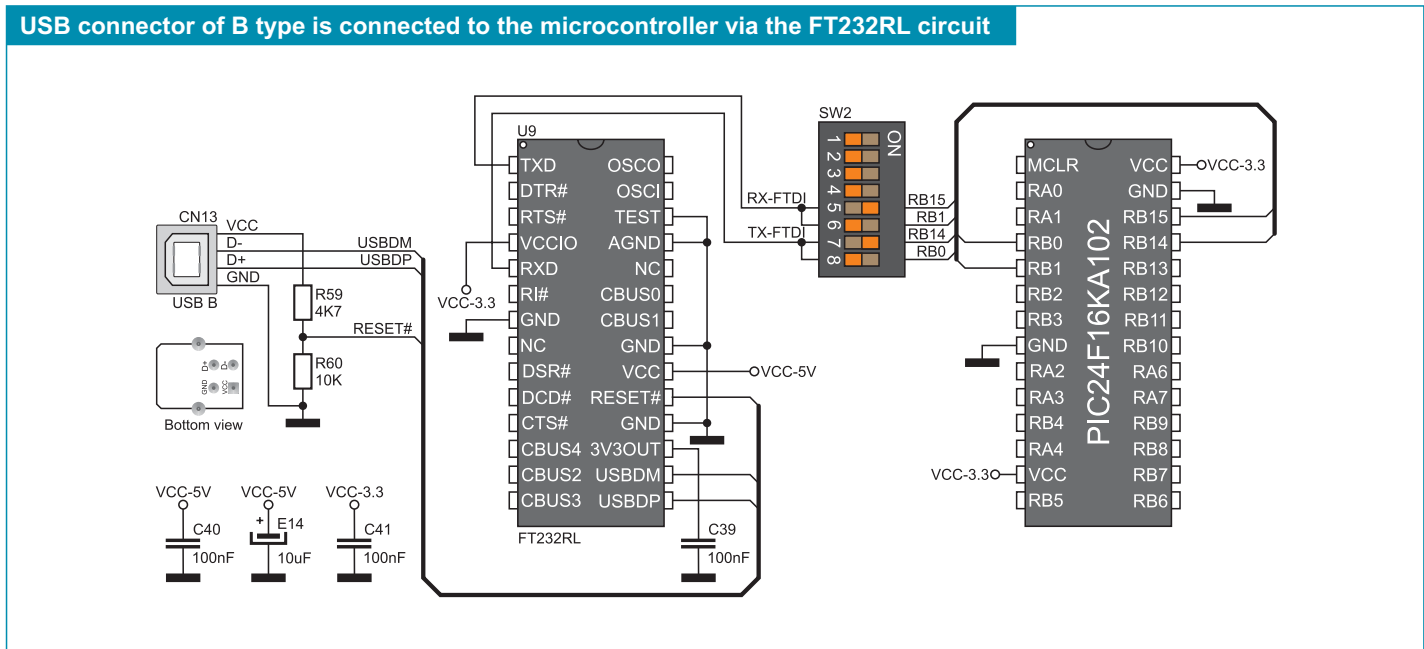 USB connector of B type is connected to the microcontroller via the FT232RL circuit
CN13
VCC
D-
D+
GND
USB B
USBDM
USBDP
R59
4K7
RESET#
R60
10K
D+
D-
GND
VCC
Bottom view
VCC-5V
C40
100nF
VCC-5V
+
E14
10uF
VCC-3.3
C41
100nF
VCC-3.3
U9
TXD
DTR#
RTS#
VCCIO
RXD
RI#
GND
NC
DSR#
DCD#
CTS#
CBUS4
CBUS2
CBUS3
OSCO
OSCI
TEST
AGND
NC
CBUS0
CBUS1
GND
VCC
RESET#
GND
3V3OUT
USBDM
USBDP
FT232RL
VCC-5V
C39
100nF
RX-FTDI
TX-FTDI
SW2
ON
1
2
3
4
5
6
7
8
RB15
RB1
RB14
RB0
MCLR
RA0
RA1
RB0
RB1
RB2
RB3
GND
RA2
RA3
RB4
RA4
VCC
RB5
VCC-3.3
PIC24F16KA102
VCC
GND
RB15
RB14
RB13
RB12
RB11
RB10
RA6
RA7
RB9
RB8
RB7
RB6
VCC-3.3